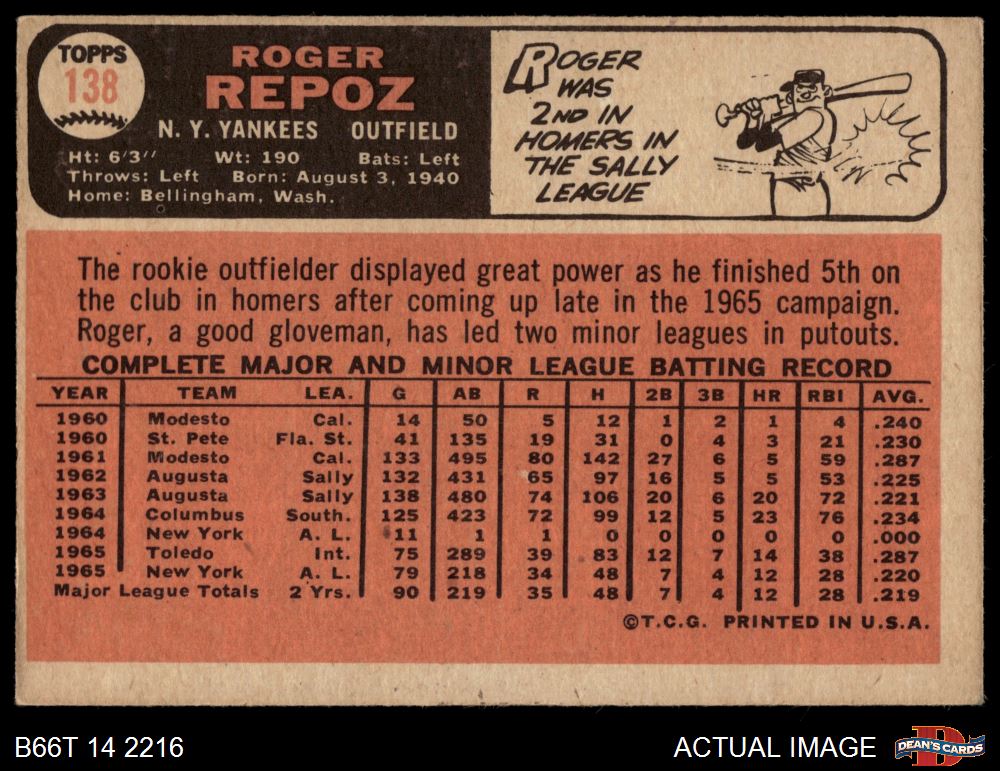 TOPPS
138
ROGER
REPOZ
N. Y. YANKEES OUTFIELD
Ht: 6'3" Wt: 190 Bats: Left
Throws: Left Born: August 3, 1940
Home: Bellingham, Wash.
ROGER
WAS
2ND IN
HOMERS IN
THE SALLY
LEAGUE
The rookie outfielder displayed great power as he finished 5th on
the club in homers after coming up late in the 1965 campaign.
Roger, a good gloveman, has led two minor leagues in putouts.
COMPLETE MAJOR AND MINOR LEAGUE BATTING RECORD
YEAR TEAM LEA. G AB R H 2B 3B HR RBI AVG.
1960 Modesto Cal. 14 50 5 12 1 2 1 4 .240
1960 St. Pete Fla. St. 41 135 19 31 0 4 3 21 .230
1961 Modesto Cal. 133 495 80 142 27 6 5 59 .287
1962 Augusta Sally 132 431 65 97 16 5 5 53 .225
1963 Augusta Sally 138 480 74 106 20 6 20 72 .221
1964 Columbus South. 125 423 72 99 12 5 23 76 .234
1964 New York A. L. 11 1 1 0 0 0 0 0 .000
1965 Toledo Int. 75 289 39 83 12 7 14 38 .287
1965 New York A. L. 79 218 34 48 7 4 12 28 .220
Major League Totals 2 Yrs. 90 219 35 48 7 4 12 28 .219
©T.C.G. PRINTED IN U.S.A.
B66T 14 2216
ACTUAL IMAGE
DEAN'S CARDS